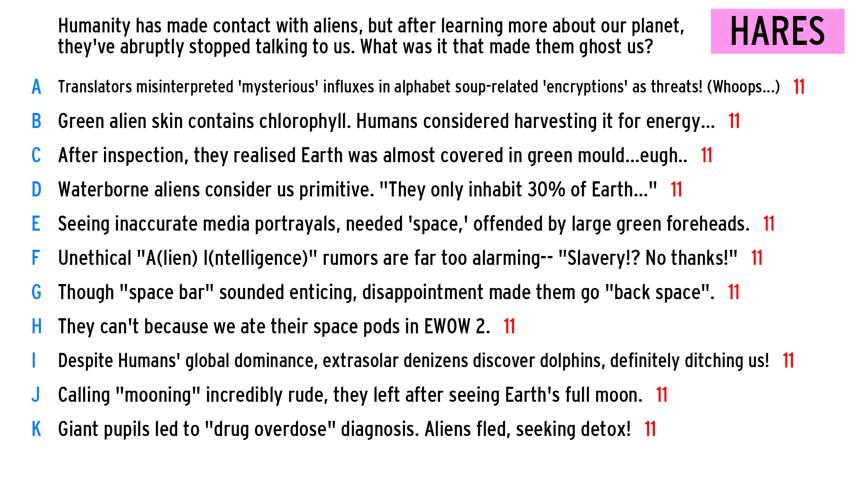 Humanity has made contact with aliens, but after learning more about our planet,
they've abruptly stopped talking to us. What was it that made them ghost us?
HARES
A Translators misinterpreted 'mysterious' influxes in alphabet soup-related 'encryptions' as threats! (Whoops...) 11
B Green alien skin contains chlorophyll. Humans considered harvesting it for energy... 11
C After inspection, they realised Earth was almost covered in green mould...eugh.. 11
D Waterborne aliens consider us primitive. "They only inhabit 30% of Earth..." 11
E Seeing inaccurate media portrayals, needed 'space,' offended by large green foreheads. 11
F Unethical "A(lien) I(ntelligence)" rumors are far too alarming-- "Slavery!? No thanks!" 11
G Though "space bar" sounded enticing, disappointment made them go "back space". 11
H They can't because we ate their space pods in EWOW 2. 11
I Despite Humans' global dominance, extrasolar denizens discover dolphins, definitely ditching us! 11
J Calling "mooning" incredibly rude, they left after seeing Earth's full moon. 11
K Giant pupils led to "drug overdose" diagnosis. Aliens fled, seeking detox! 11